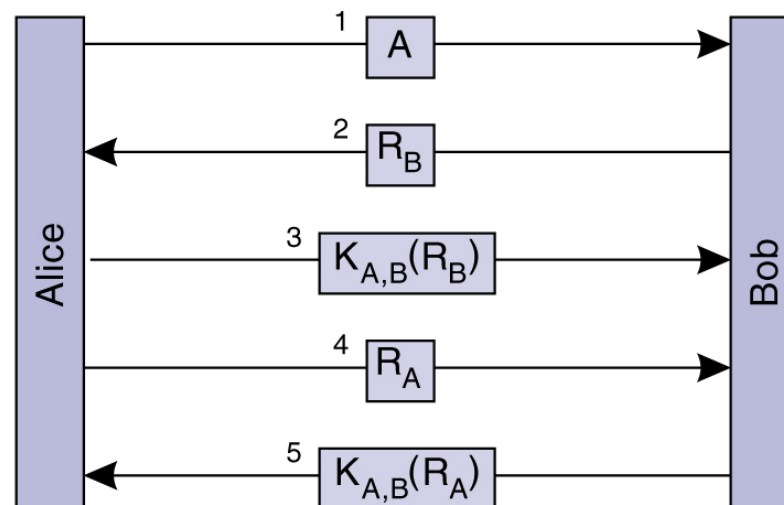 1
A
2
R_B
3
K_A,B(R_B)
4
R_A
5
K_A,B(R_A)
Alice
Bob